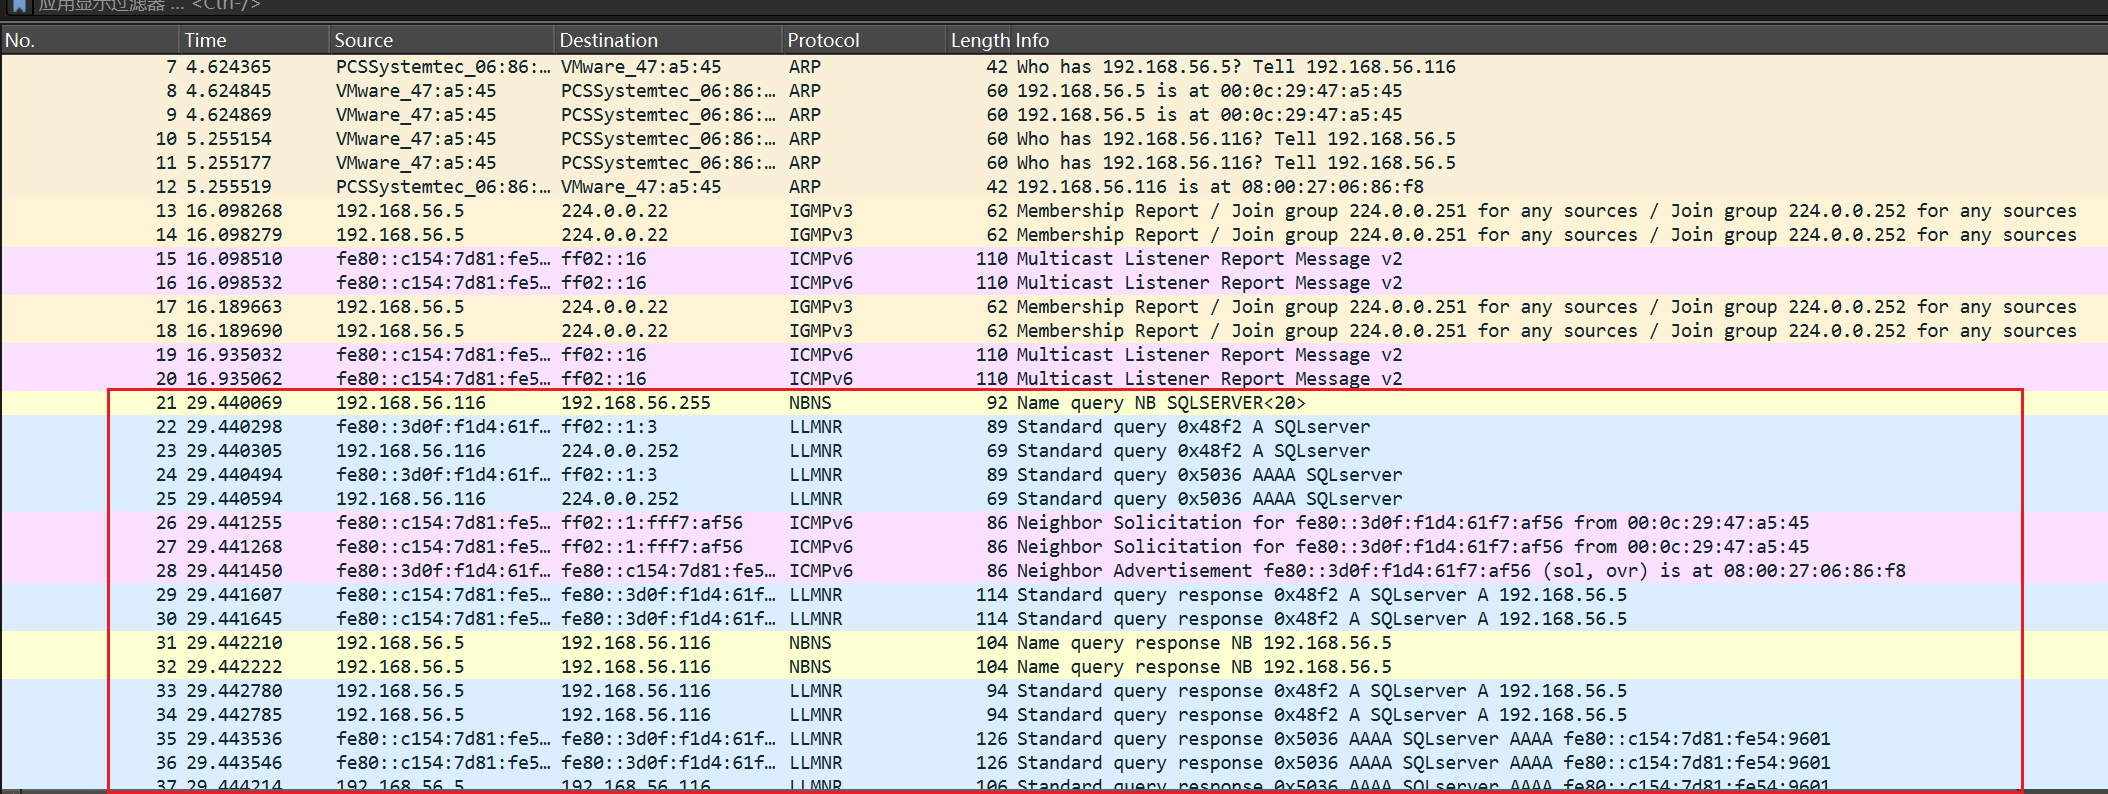 应用显示过滤器 … <Ctrl-/>
No. Time Source Destination Protocol Length Info
7 4.624365 PCSSystemtec_06:86:… VMware_47:a5:45 ARP 42 Who has 192.168.56.5? Tell 192.168.56.116
8 4.624845 VMware_47:a5:45 PCSSystemtec_06:86:… ARP 60 192.168.56.5 is at 00:0c:29:47:a5:45
9 4.624869 VMware_47:a5:45 PCSSystemtec_06:86:… ARP 60 192.168.56.5 is at 00:0c:29:47:a5:45
10 5.255154 VMware_47:a5:45 PCSSystemtec_06:86:… ARP 60 Who has 192.168.56.116? Tell 192.168.56.5
11 5.255177 VMware_47:a5:45 PCSSystemtec_06:86:… ARP 60 Who has 192.168.56.116? Tell 192.168.56.5
12 5.255519 PCSSystemtec_06:86:… VMware_47:a5:45 ARP 42 192.168.56.116 is at 08:00:27:06:86:f8
13 16.098268 192.168.56.5 224.0.0.22 IGMPv3 62 Membership Report / Join group 224.0.0.251 for any sources / Join group 224.0.0.252 for any sources
14 16.098279 192.168.56.5 224.0.0.22 IGMPv3 62 Membership Report / Join group 224.0.0.251 for any sources / Join group 224.0.0.252 for any sources
15 16.098510 fe80::c154:7d81:fe5… ff02::16 ICMPv6 110 Multicast Listener Report Message v2
16 16.098532 fe80::c154:7d81:fe5… ff02::16 ICMPv6 110 Multicast Listener Report Message v2
17 16.189663 192.168.56.5 224.0.0.22 IGMPv3 62 Membership Report / Join group 224.0.0.251 for any sources / Join group 224.0.0.252 for any sources
18 16.189690 192.168.56.5 224.0.0.22 IGMPv3 62 Membership Report / Join group 224.0.0.251 for any sources / Join group 224.0.0.252 for any sources
19 16.935032 fe80::c154:7d81:fe5… ff02::16 ICMPv6 110 Multicast Listener Report Message v2
20 16.935062 fe80::c154:7d81:fe5… ff02::16 ICMPv6 110 Multicast Listener Report Message v2
21 29.440069 192.168.56.116 192.168.56.255 NBNS 92 Name query NB SQLSERVER<20>
22 29.440298 fe80::3d0f:f1d4:61f… ff02::1:3 LLMNR 89 Standard query 0x48f2 A SQLserver
23 29.440305 192.168.56.116 224.0.0.252 LLMNR 69 Standard query 0x48f2 A SQLserver
24 29.440494 fe80::3d0f:f1d4:61f… ff02::1:3 LLMNR 89 Standard query 0x5036 AAAA SQLserver
25 29.440594 192.168.56.116 224.0.0.252 LLMNR 69 Standard query 0x5036 AAAA SQLserver
26 29.441255 fe80::c154:7d81:fe5… ff02::1:fff7:af56 ICMPv6 86 Neighbor Solicitation for fe80::3d0f:f1d4:61f7:af56 from 00:0c:29:47:a5:45
27 29.441268 fe80::c154:7d81:fe5… ff02::1:fff7:af56 ICMPv6 86 Neighbor Solicitation for fe80::3d0f:f1d4:61f7:af56 from 00:0c:29:47:a5:45
28 29.441450 fe80::3d0f:f1d4:61f… fe80::c154:7d81:fe5… ICMPv6 86 Neighbor Advertisement fe80::3d0f:f1d4:61f7:af56 (sol, ovr) is at 08:00:27:06:86:f8
29 29.441607 fe80::c154:7d81:fe5… fe80::3d0f:f1d4:61f… LLMNR 114 Standard query response 0x48f2 A SQLserver A 192.168.56.5
30 29.441645 fe80::c154:7d81:fe5… fe80::3d0f:f1d4:61f… LLMNR 114 Standard query response 0x48f2 A SQLserver A 192.168.56.5
31 29.442210 192.168.56.5 192.168.56.116 NBNS 104 Name query response NB 192.168.56.5
32 29.442222 192.168.56.5 192.168.56.116 NBNS 104 Name query response NB 192.168.56.5
33 29.442780 192.168.56.5 192.168.56.116 LLMNR 94 Standard query response 0x48f2 A SQLserver A 192.168.56.5
34 29.442785 192.168.56.5 192.168.56.116 LLMNR 94 Standard query response 0x48f2 A SQLserver A 192.168.56.5
35 29.443536 fe80::c154:7d81:fe5… fe80::3d0f:f1d4:61f… LLMNR 126 Standard query response 0x5036 AAAA SQLserver AAAA fe80::c154:7d81:fe54:9601
36 29.443546 fe80::c154:7d81:fe5… fe80::3d0f:f1d4:61f… LLMNR 126 Standard query response 0x5036 AAAA SQLserver AAAA fe80::c154:7d81:fe54:9601
37 29.444214 192.168.56.5 192.168.56.116 LLMNR 106 Standard query response 0x5036 AAAA SQLserver AAAA fe80::c154:7d81:fe54:9601